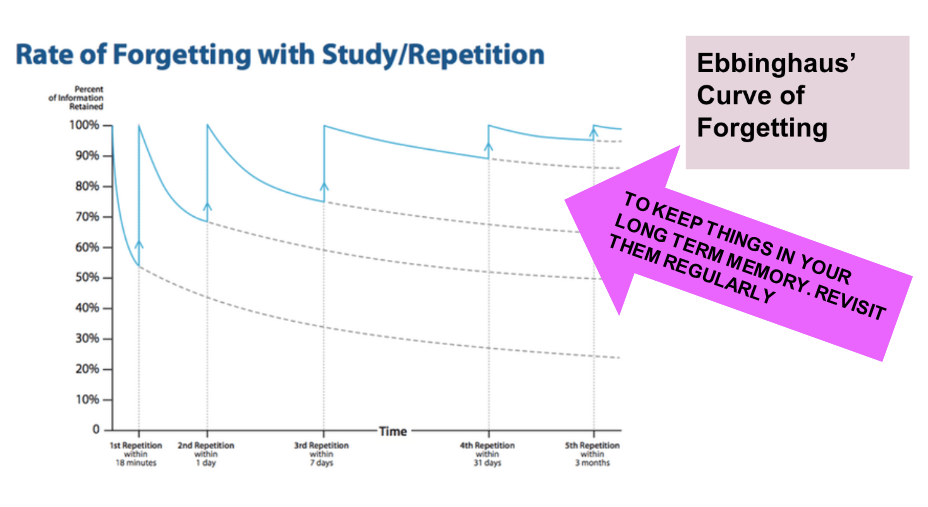 Rate of Forgetting with Study/Repetition
Ebbinghaus’
Curve of
Forgetting
Percent
of Information
Retained
100%
90%
80%
70%
60%
50%
40%
30%
20%
10%
0
TO KEEP THINGS IN YOUR
LONG TERM MEMORY. REVISIT
THEM REGULARLY
Time
1st Repetition
within
18 minutes
2nd Repetition
within
1 day
3rd Repetition
within
7 days
4th Repetition
within
31 days
5th Repetition
within
3 months